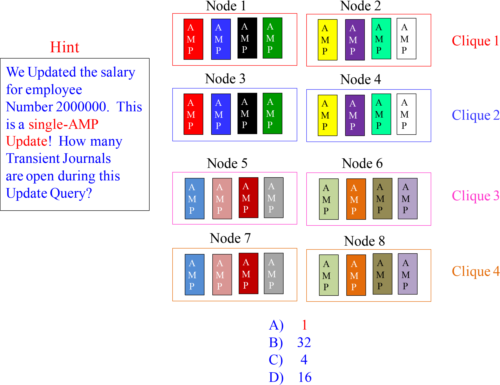 Hint
We Updated the salary
for employee
Number 2000000. This
is a single-AMP
Update! How many
Transient Journals
are open during this
Update Query?
Node 1
Node 2
A M P A M P A M P A M P
A M P A M P A M P A M P
Clique 1
Node 3
Node 4
A M P A M P A M P A M P
A M P A M P A M P A M P
Clique 2
Node 5
Node 6
A M P A M P A M P A M P
A M P A M P A M P A M P
Clique 3
Node 7
Node 8
A M P A M P A M P A M P
A M P A M P A M P A M P
Clique 4
A) 1
B) 32
C) 4
D) 16